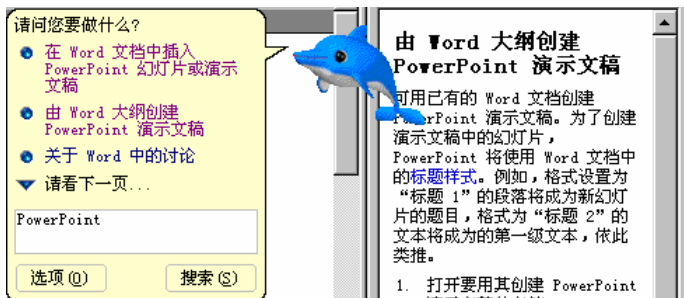 请问您要做什么?
在 Word 文档中插入
PowerPoint 幻灯片或演示
文稿
由 Word 大纲创建
PowerPoint 演示文稿
关于 Word 中的讨论
请看下一页...
PowerPoint
选项(O)
搜索(S)
由 Word 大纲创建
PowerPoint 演示文稿
可用已有的 Word 文档创建
PowerPoint 演示文稿。为了创建
演示文稿中的幻灯片，
PowerPoint 将使用 Word 文档中
的标题样式。例如，格式设置为
“标题 1”的段落将成为新幻灯
片的题目，格式为“标题 2”的
文本将成为的第一级文本，依此
类推。
1. 打开要用其创建 PowerPoint